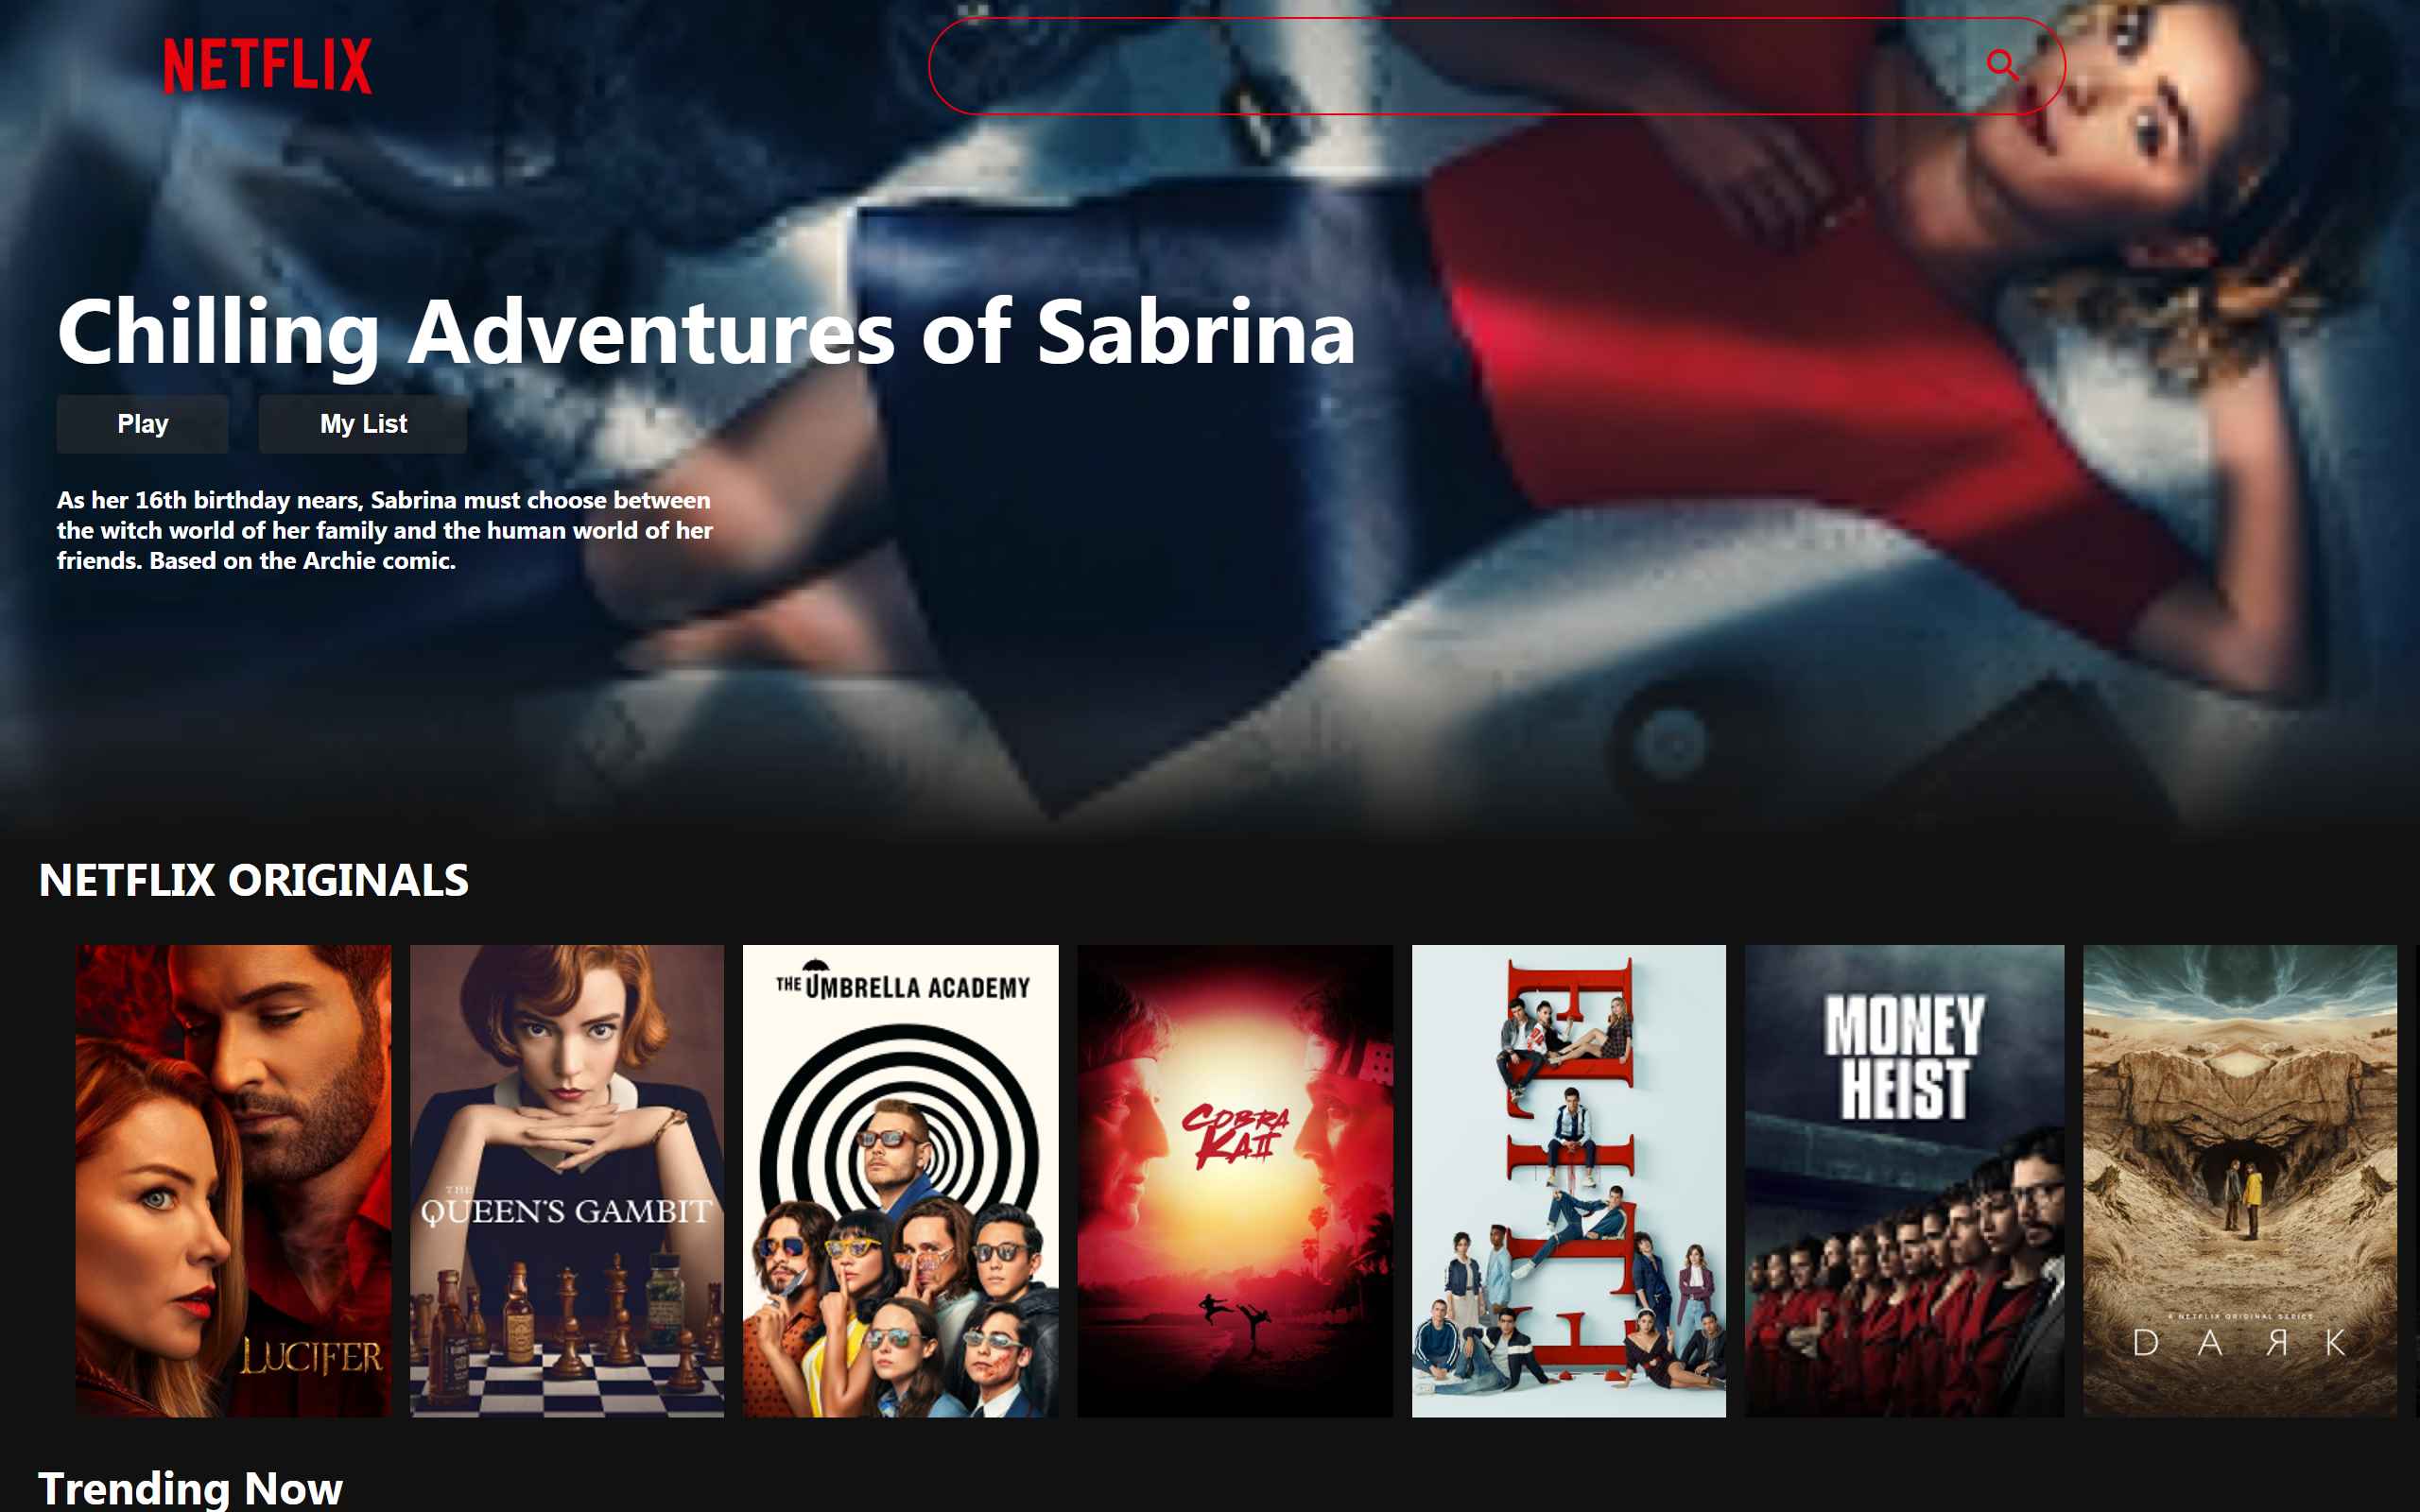 NETFLIX
Chilling Adventures of Sabrina
Play
My List
As her 16th birthday nears, Sabrina must choose between
the witch world of her family and the human world of her
friends. Based on the Archie comic.
NETFLIX ORIGINALS
LUCIFER
THE
QUEEN'S GAMBIT
THE UMBRELLA ACADEMY
COBRA
KAII
ELITE
MONEY
HEIST
A NETFLIX ORIGINAL SERIES
DARK
Trending Now